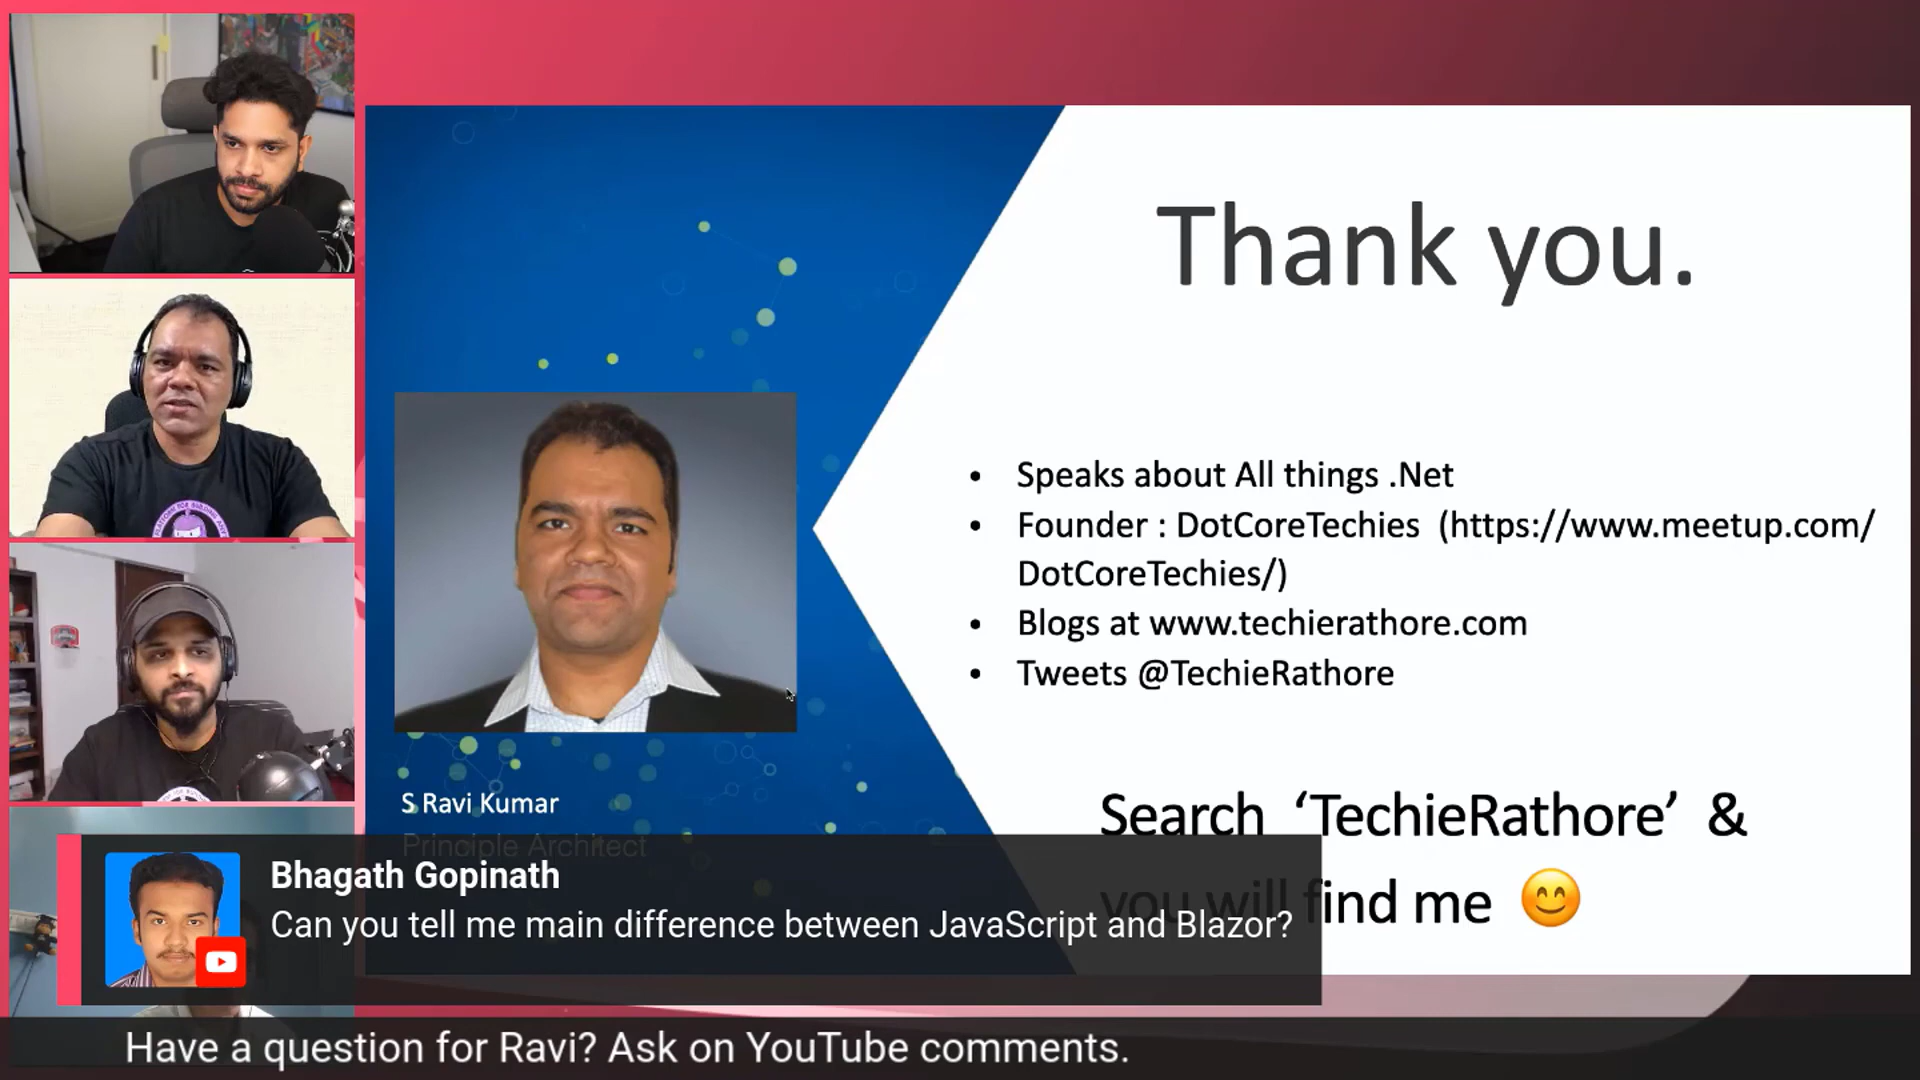 Thank you.
• Speaks about All things .Net
• Founder : DotCoreTechies (https://www.meetup.com/
DotCoreTechies/)
• Blogs at www.techierathore.com
• Tweets @TechieRathore
S Ravi Kumar
Principle Architect
Search ‘TechieRathore’ &
you will find me 😊
Bhagath Gopinath
Can you tell me main difference between JavaScript and Blazor?
Have a question for Ravi? Ask on YouTube comments.